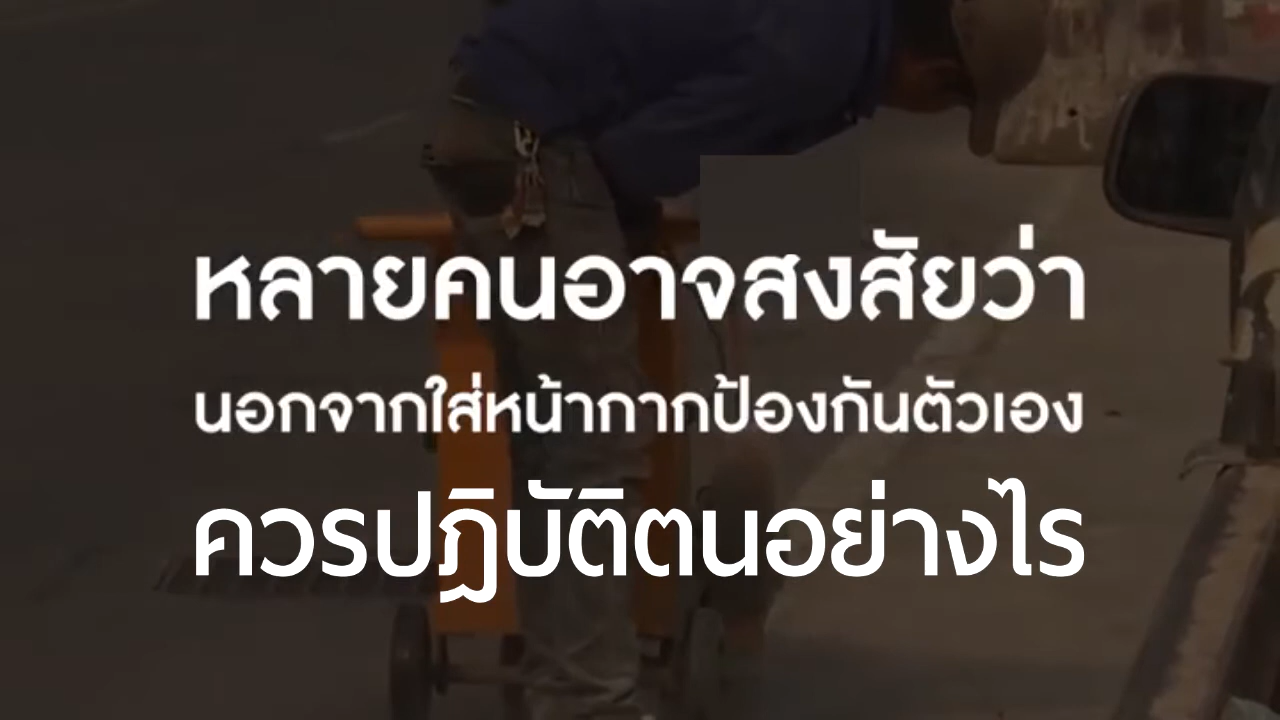 หลายคนอาจสงสัยว่า
นอกจากใส่หน้ากากป้องกันตัวเอง
ควรปฏิบัติตนอย่างไร